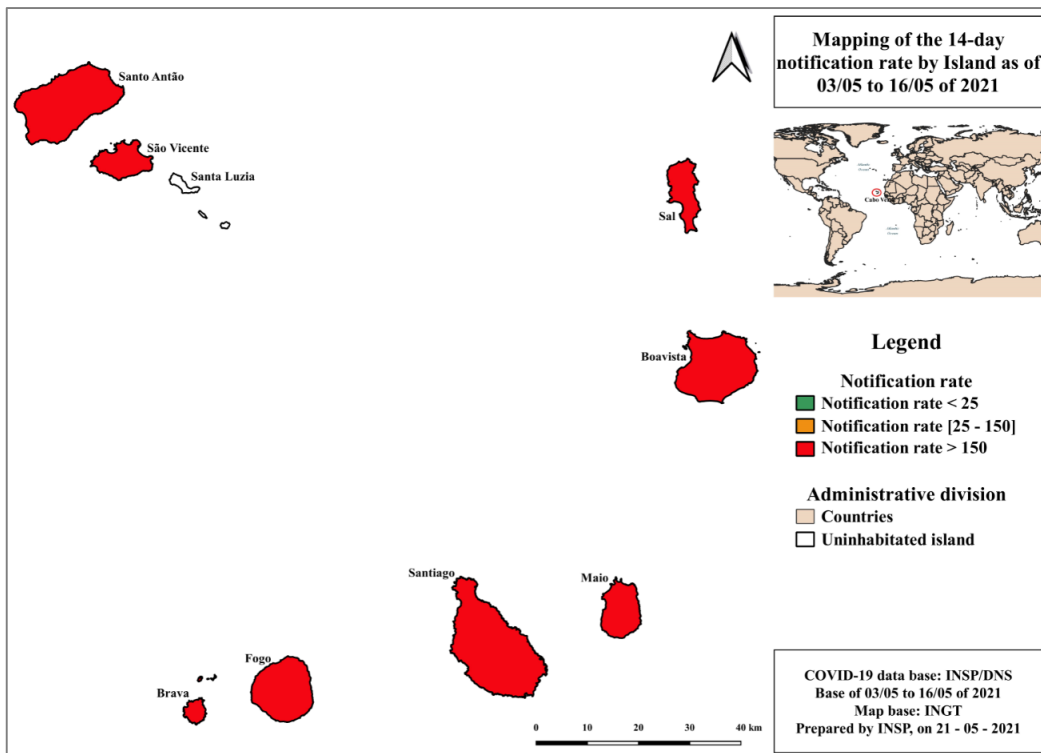 Mapping of the 14-day
notification rate by Island as of
03/05 to 16/05 of 2021
Santo Antão
São Vicente
Santa Luzia
Sal
Cabo Ve
Boavista
Legend
Notification rate
Notification rate < 25
Notification rate [25 - 150]
Notification rate > 150
Administrative division
Countries
Uninhabitated island
Santiago
Maio
Fogo
Brava
0 10 20 30 40 km
COVID-19 data base: INSP/DNS
Base of 03/05 to 16/05 of 2021
Map base: INGT
Prepared by INSP, on 21 - 05 - 2021